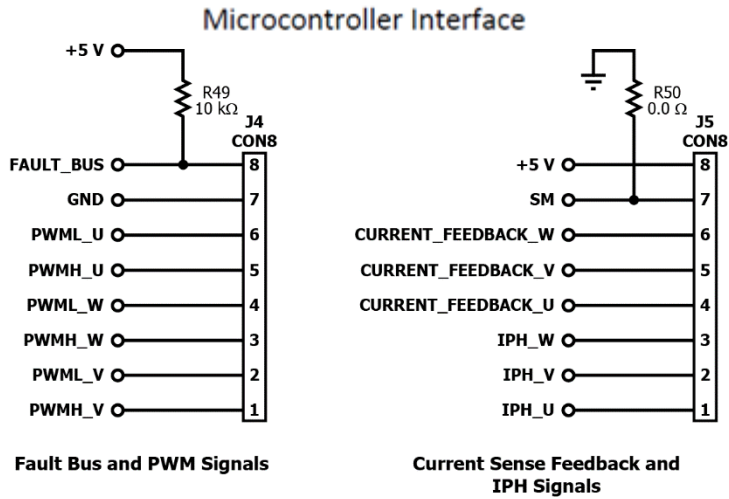 Microcontroller Interface
+5 V
R49
10 kΩ
J4
CON8
FAULT_BUS 8
GND 7
PWML_U 6
PWMH_U 5
PWML_W 4
PWMH_W 3
PWML_V 2
PWMH_V 1
Fault Bus and PWM Signals
R50
0.0 Ω
J5
CON8
+5 V 8
SM 7
CURRENT_FEEDBACK_W 6
CURRENT_FEEDBACK_V 5
CURRENT_FEEDBACK_U 4
IPH_W 3
IPH_V 2
IPH_U 1
Current Sense Feedback and
IPH Signals